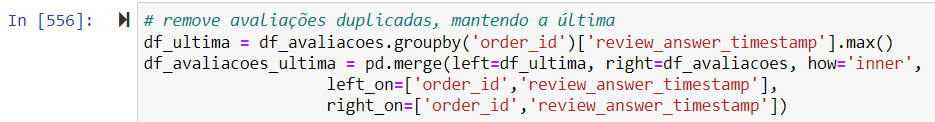 In [556]:
# remove avaliações duplicadas, mantendo a última
df_ultima = df_avaliacoes.groupby('order_id')['review_answer_timestamp'].max()
df_avaliacoes_ultima = pd.merge(left=df_ultima, right=df_avaliacoes, how='inner',
left_on=['order_id','review_answer_timestamp'],
right_on=['order_id','review_answer_timestamp'])